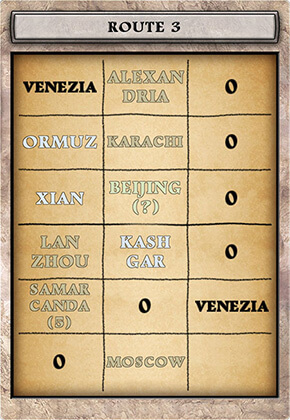 ROUTE 3
VENEZIA
ALEXAN
DRIA
0
ORMUZ
KARACHI
0
XIAN
BEIJING
(?)
0
LAN
ZHOU
KASH
GAR
0
SAMAR
CANDA
(5)
0
VENEZIA
0
MOSCOW